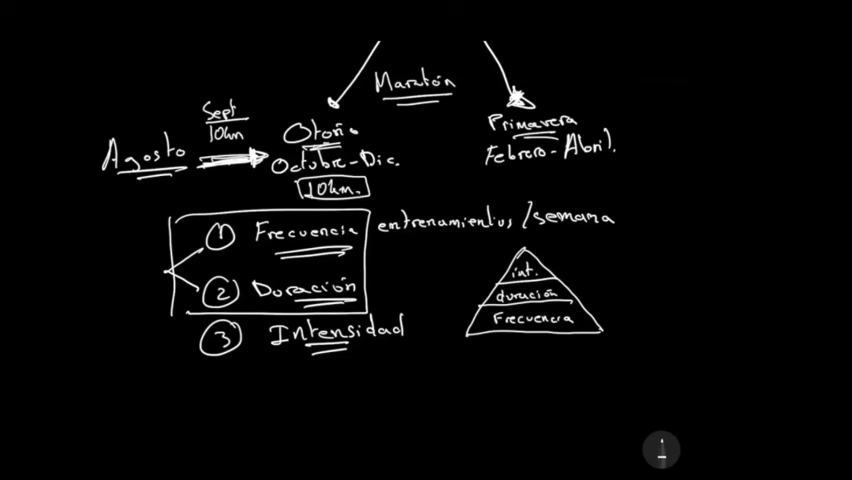 Maratón
Sept
10km
Agosto
Otoño
Octubre-Dic.
10km.
Primavera
Febrero-Abril.
1 Frecuencia entrenamientos/semana
2 Duración
3 Intensidad
int.
duración
Frecuencia